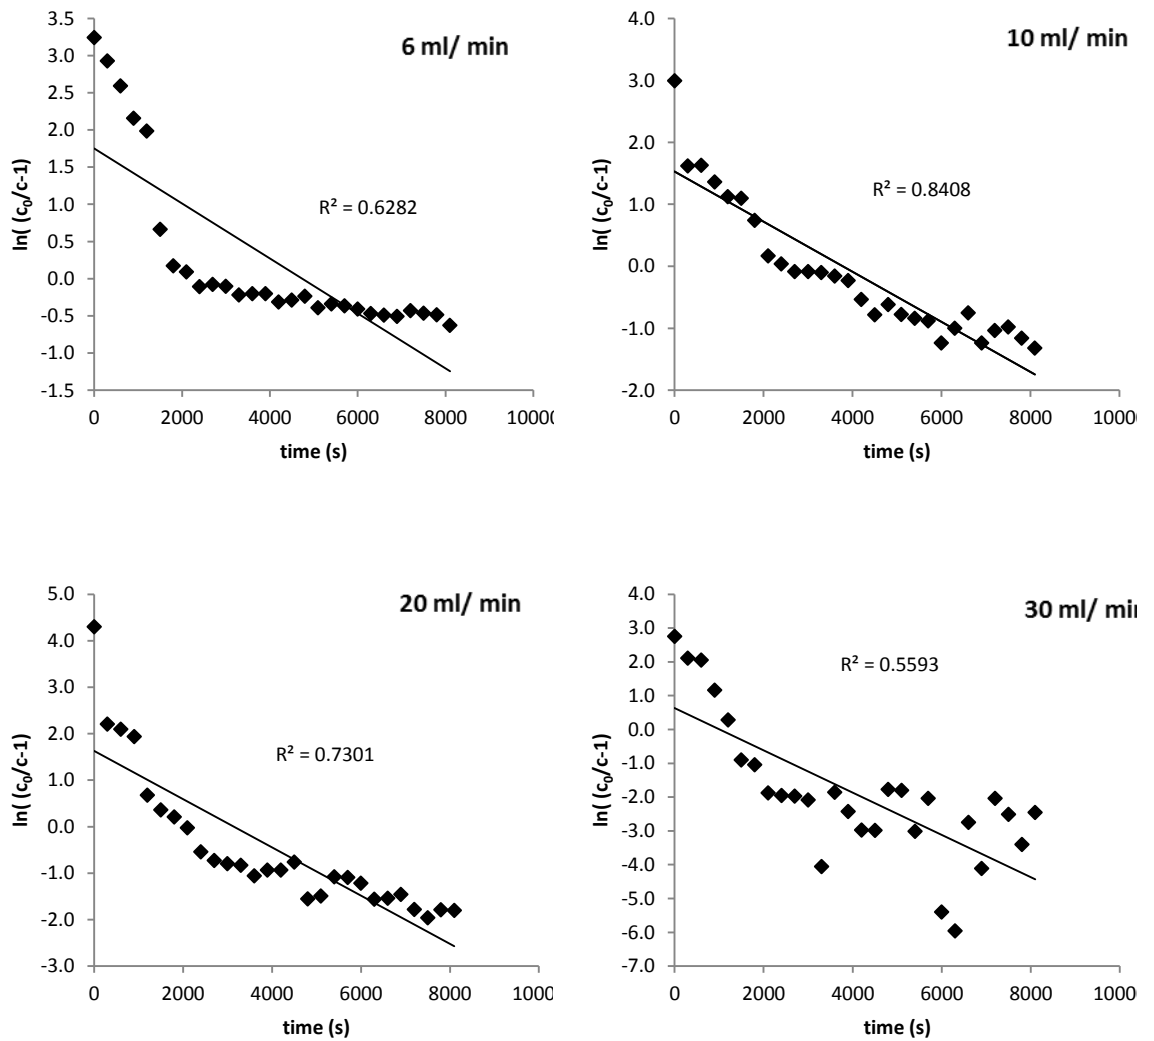 6 ml/ min
3.5
3.0
2.5
2.0
1.5
1.0
0.5
0.0
-0.5
-1.0
-1.5
ln( (c₀/c-1)
R² = 0.6282
0 2000 4000 6000 8000 10000
time (s)
10 ml/ min
4.0
3.0
2.0
1.0
0.0
-1.0
-2.0
ln( (c₀/c-1)
R² = 0.8408
0 2000 4000 6000 8000 1000
time (s)
20 ml/ min
5.0
4.0
3.0
2.0
1.0
0.0
-1.0
-2.0
-3.0
ln( (c₀/c-1)
R² = 0.7301
0 2000 4000 6000 8000 1000
time (s)
30 ml/ min
4.0
3.0
2.0
1.0
0.0
-1.0
-2.0
-3.0
-4.0
-5.0
-6.0
-7.0
ln( (c₀/c-1)
R² = 0.5593
0 2000 4000 6000 8000 1000
time (s)